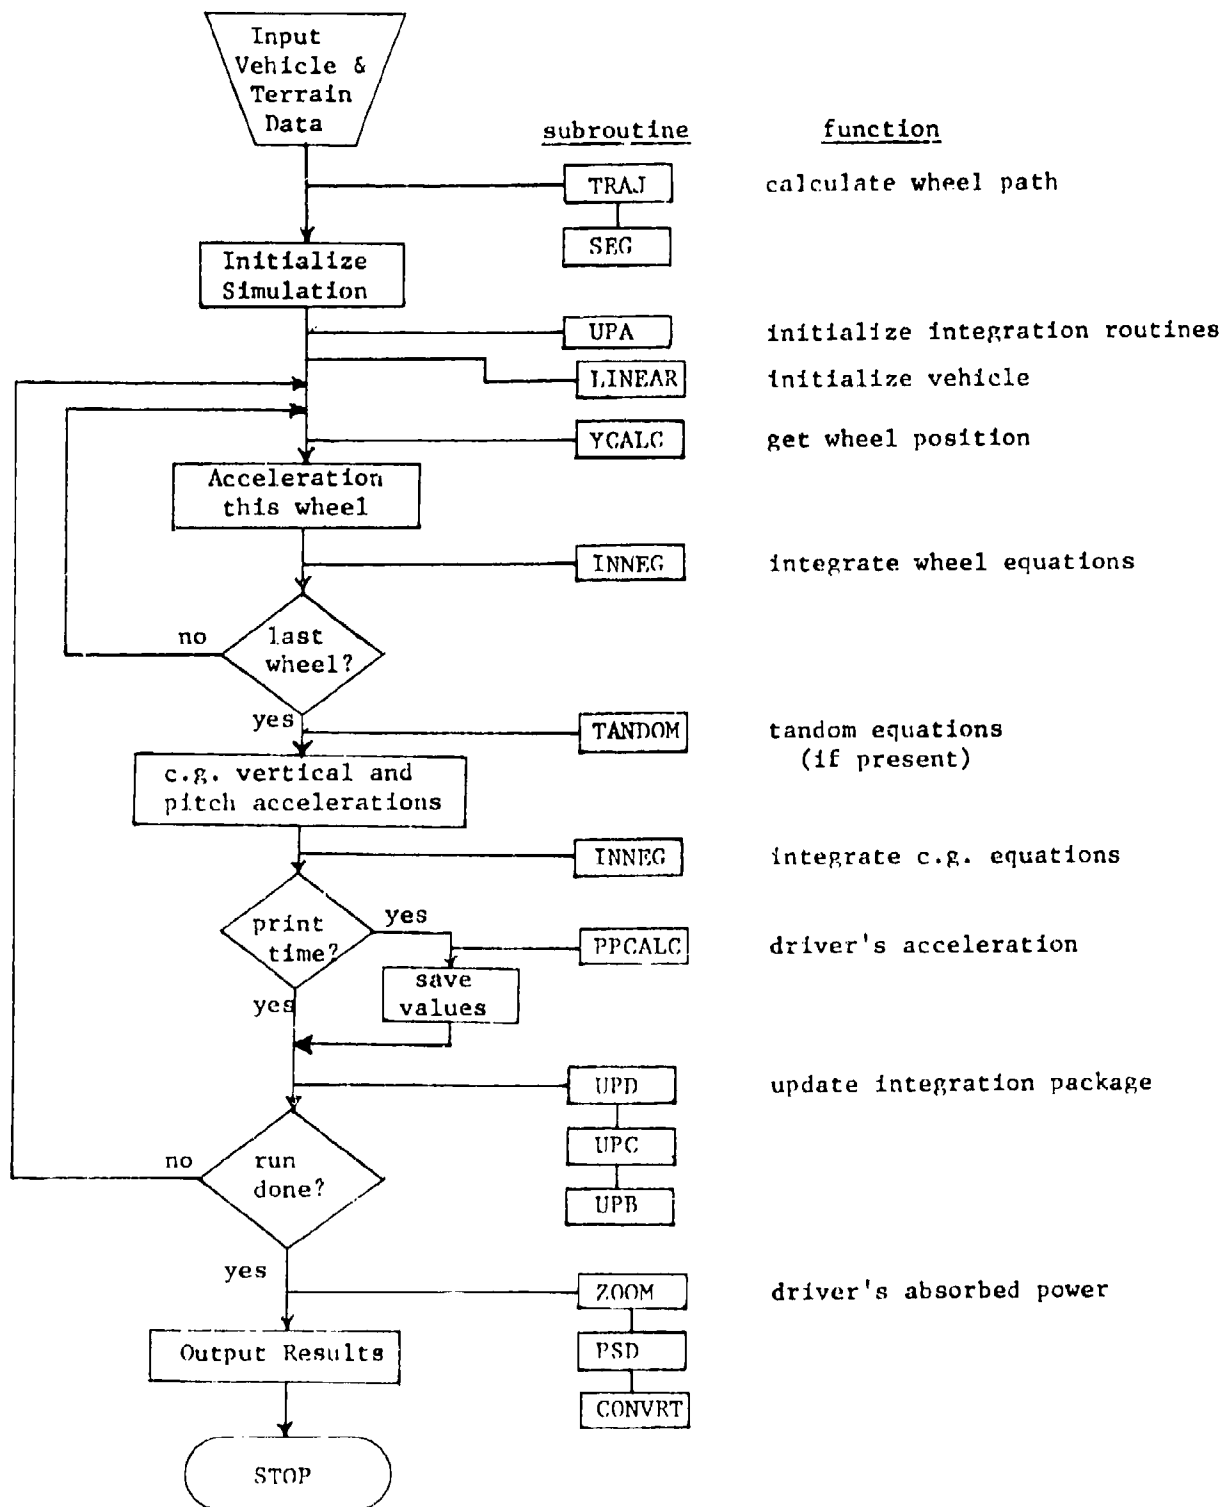 Input
Vehicle &
Terrain
Data
subroutine function
TRAJ calculate wheel path
SEG
Initialize
Simulation
UPA initialize integration routines
LINEAR initialize vehicle
YCALC get wheel position
Acceleration
this wheel
INNEG integrate wheel equations
no
last
wheel?
yes
TANDOM tandom equations
(if present)
c.g. vertical and
pitch accelerations
INNEG integrate c.g. equations
print
time?
yes
PPCALC driver's acceleration
save
values
yes
UPD update integration package
UPC
UPB
no
run
done?
yes
ZOOM driver's absorbed power
PSD
Output Results
CONVRT
STOP